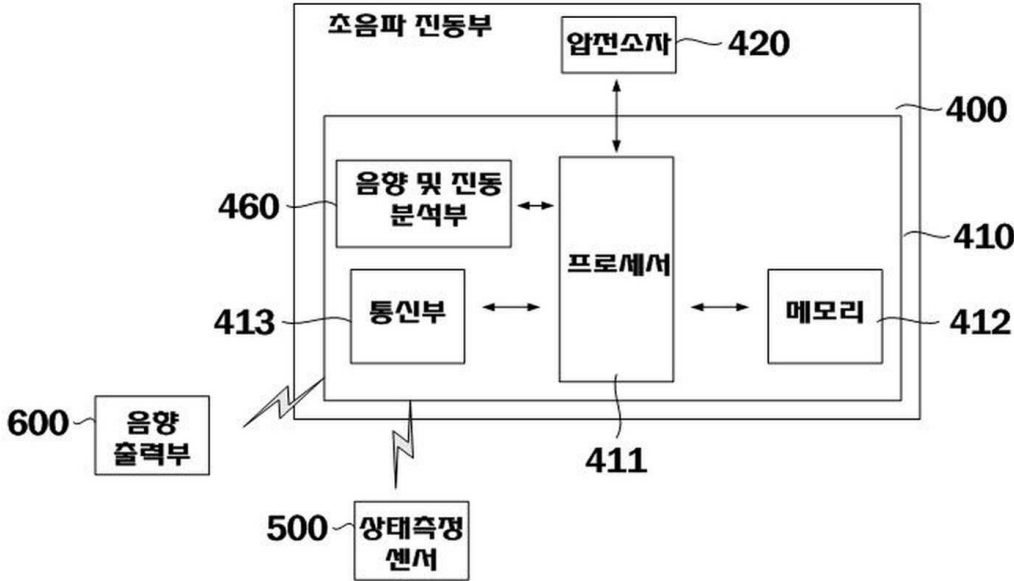 초음파 진동부
압전소자
420
400
음향 및 진동
분석부
460
410
프로세서
통신부
413
메모리
412
411
600
음향
출력부
500
상태측정
센서